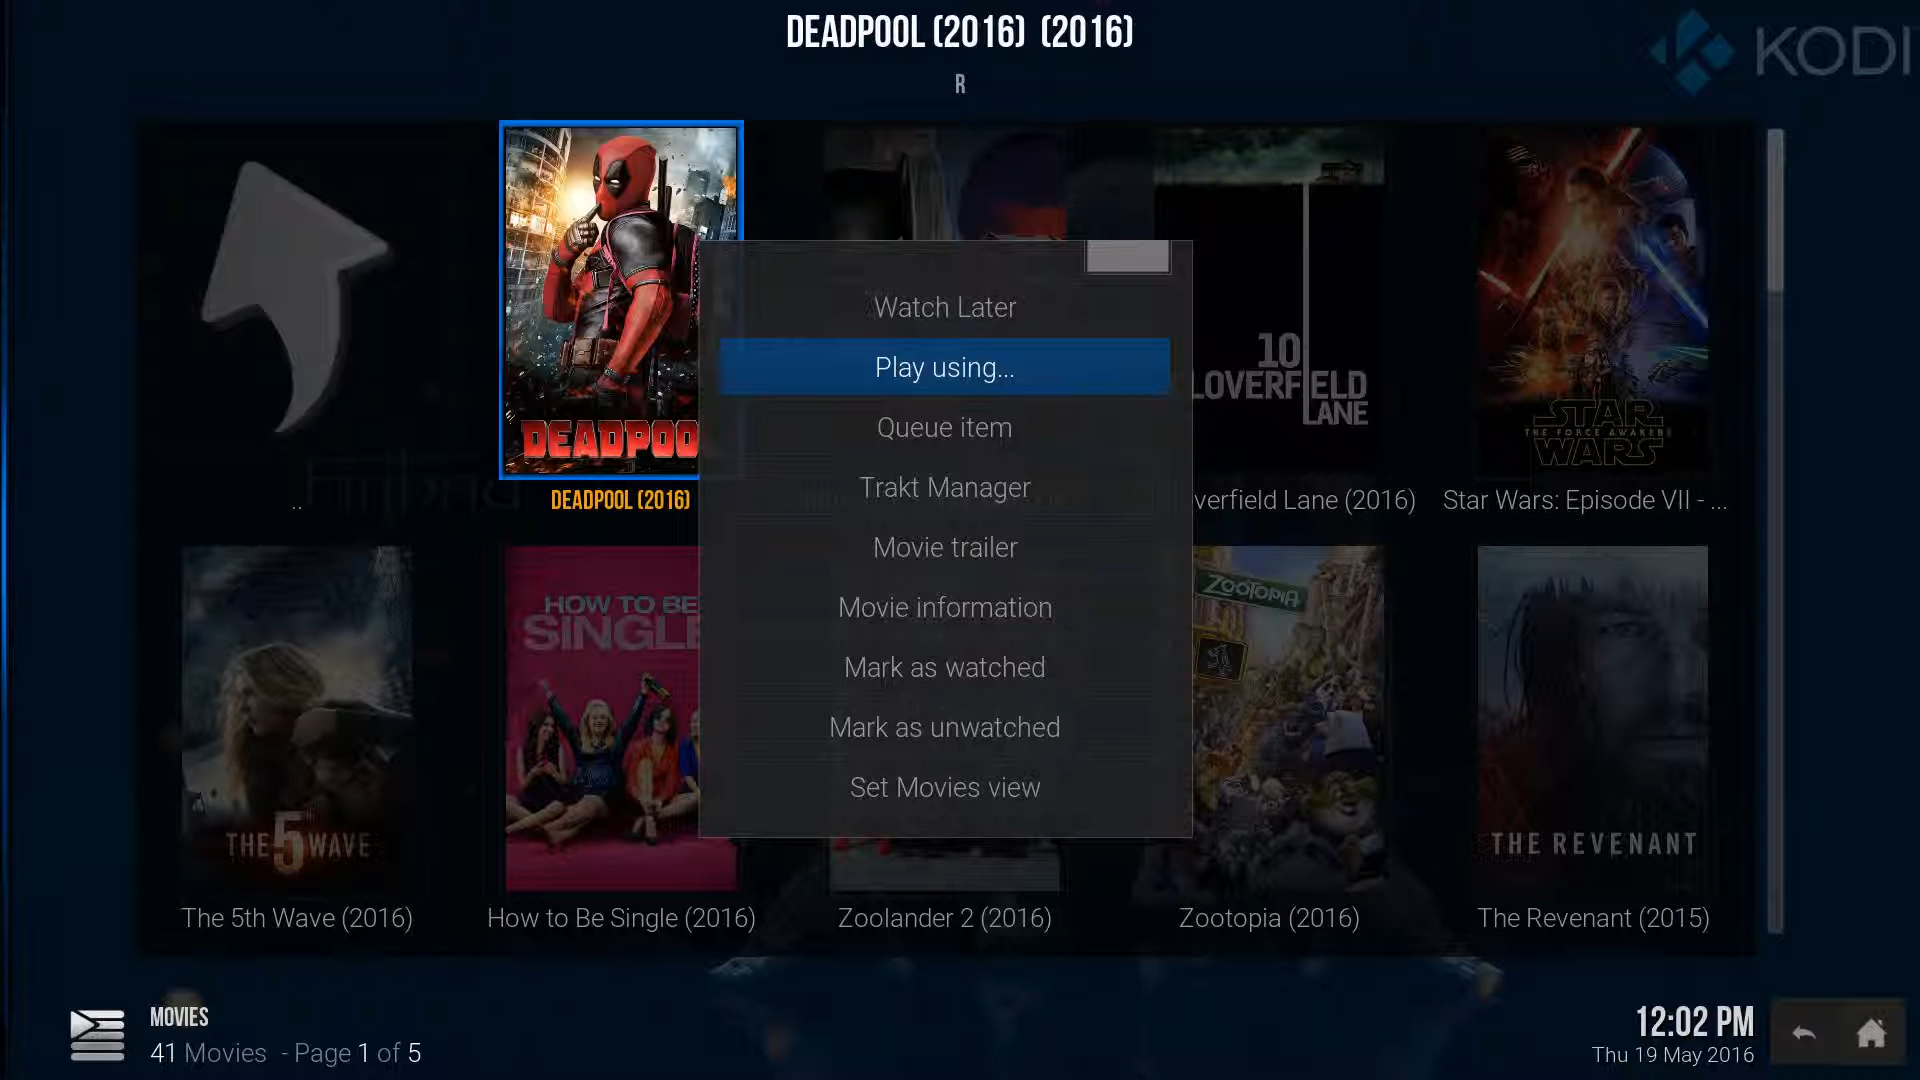 DEADPOOL (2016) (2016)
R
KODI
DEADPOO
10
LOVERFIELD
LANE
STAR
THE FORCE AWAKENS
WARS
Watch Later
Play using...
Queue item
Trakt Manager
Movie trailer
Movie information
Mark as watched
Mark as unwatched
Set Movies view
..
DEADPOOL (2016)
verfield Lane (2016)
Star Wars: Episode VII - ...
THE 5 WAVE
HOW TO BE
SINGLE
ZOOTOPIA
THE REVENANT
The 5th Wave (2016)
How to Be Single (2016)
Zoolander 2 (2016)
Zootopia (2016)
The Revenant (2015)
MOVIES
41 Movies - Page 1 of 5
12:02 PM
Thu 19 May 2016